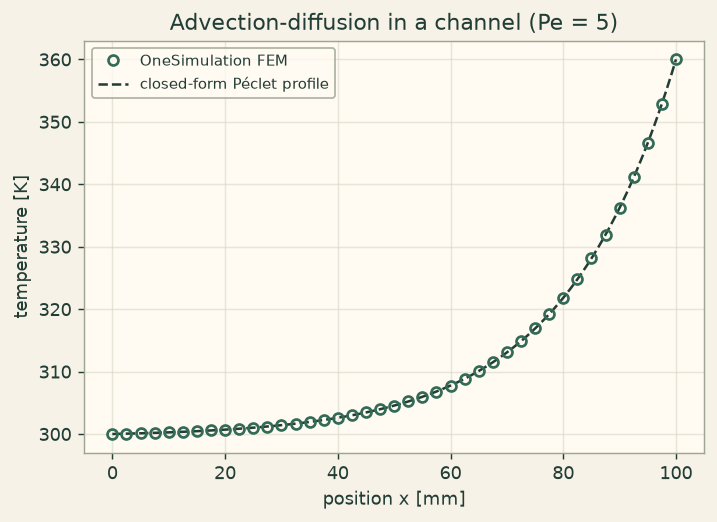 Advection-diffusion in a channel (Pe = 5)
OneSimulation FEM
closed-form Péclet profile
temperature [K]
360
350
340
330
320
310
300
0 20 40 60 80 100
position x [mm]